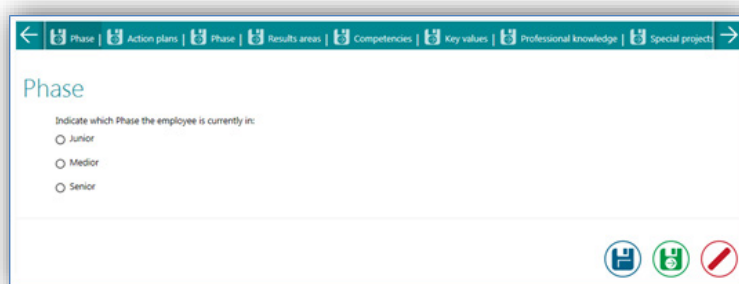 Phase | Action plans | Phase | Results areas | Competencies | Key values | Professional knowledge | Special projects
Phase
Indicate which Phase the employee is currently in:
Junior
Medior
Senior